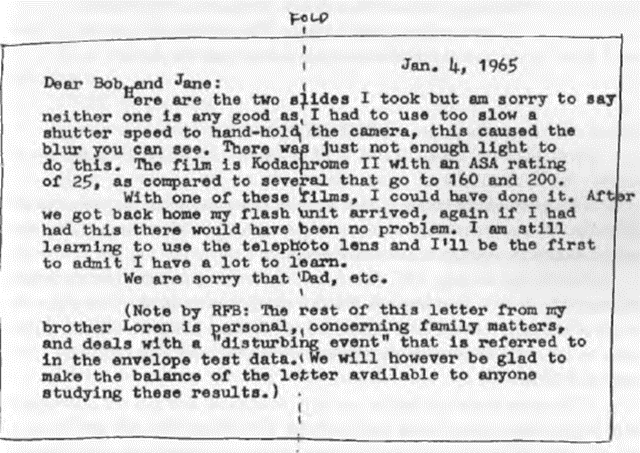 FOLD
Jan. 4, 1965
Dear Bob and Jane:
Here are the two slides I took but am sorry to say
neither one is any good as I had to use too slow a
shutter speed to hand-hold the camera, this caused the
blur you can see. There was just not enough light to
do this. The film is Kodachrome II with an ASA rating
of 25, as compared to several that go to 160 and 200.
With one of these films, I could have done it. After
we got back home my flash unit arrived, again if I had
had this there would have been no problem. I am still
learning to use the telephoto lens and I'll be the first
to admit I have a lot to learn.
We are sorry that Dad, etc.
(Note by RFB: The rest of this letter from my
brother Loren is personal, concerning family matters,
and deals with a "disturbing event" that is referred to
in the envelope test data. We will however be glad to
make the balance of the letter available to anyone
studying these results.)